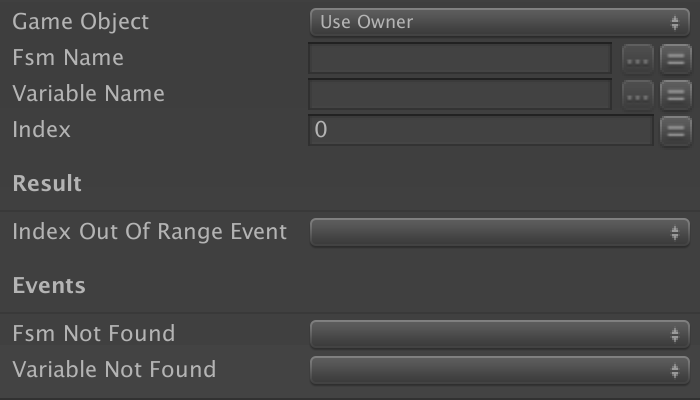 Game Object Use Owner
Fsm Name ...
Variable Name ...
Index 0
Result
Index Out Of Range Event
Events
Fsm Not Found
Variable Not Found